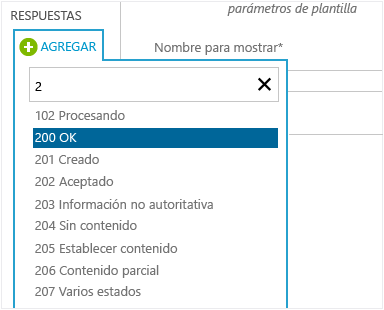 RESPUESTAS
parámetros de plantilla
AGREGAR
Nombre para mostrar*
2
102 Procesando
200 OK
201 Creado
202 Aceptado
203 Información no autoritativa
204 Sin contenido
205 Establecer contenido
206 Contenido parcial
207 Varios estados